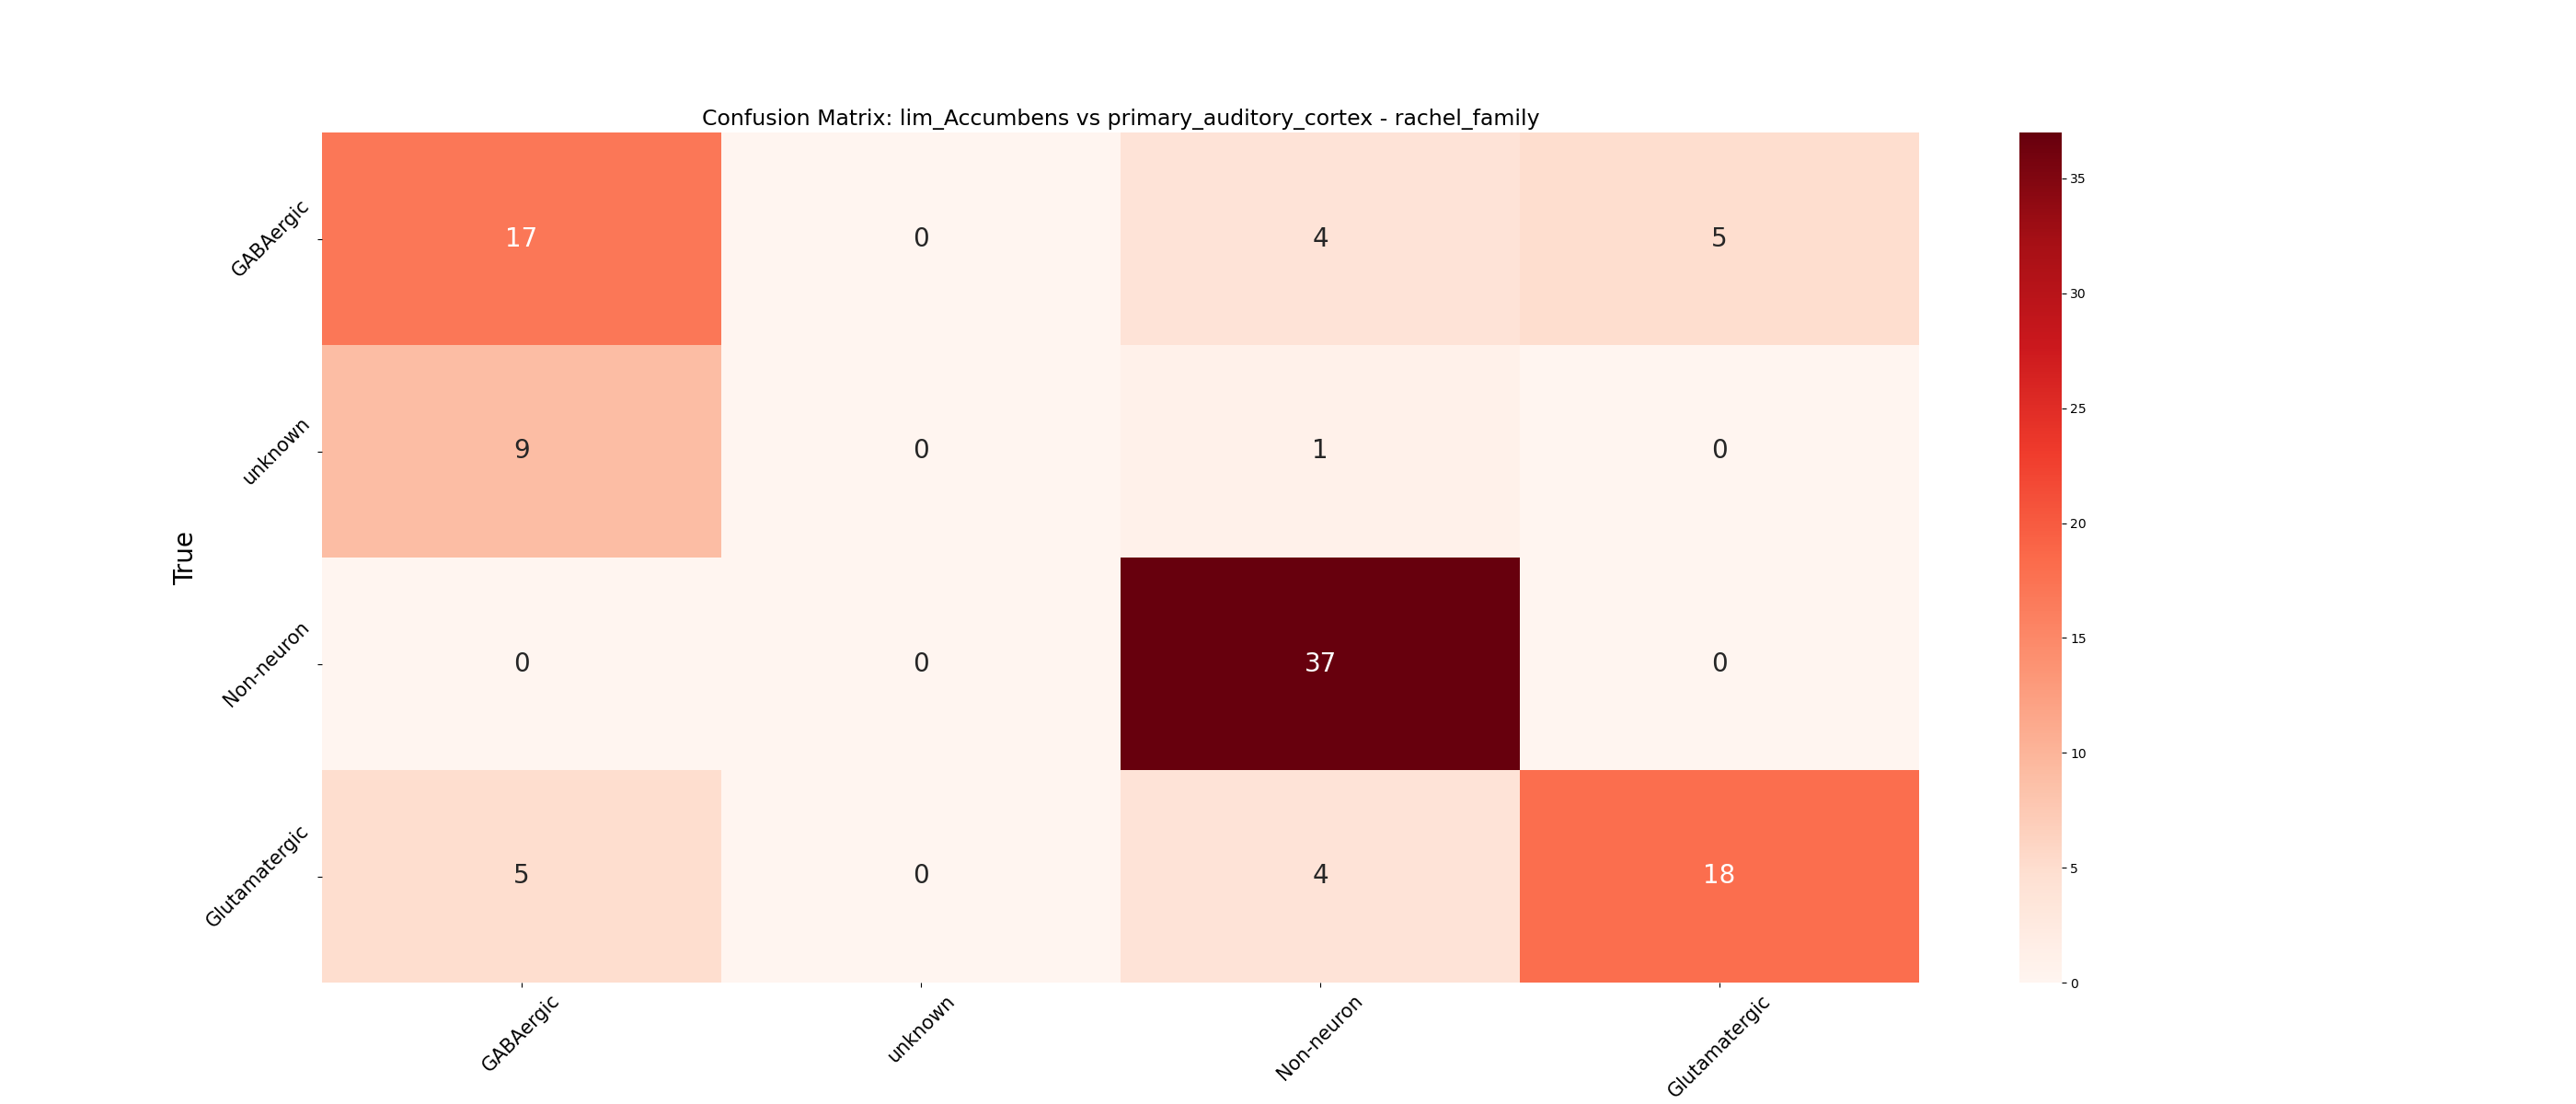 Confusion Matrix: lim_Accumbens vs primary_auditory_cortex - rachel_family
True
GABAergic 17 0 4 5
unknown 9 0 1 0
Non-neuron 0 0 37 0
Glutamatergic 5 0 4 18
GABAergic unknown Non-neuron Glutamatergic
35
30
25
20
15
10
5
0